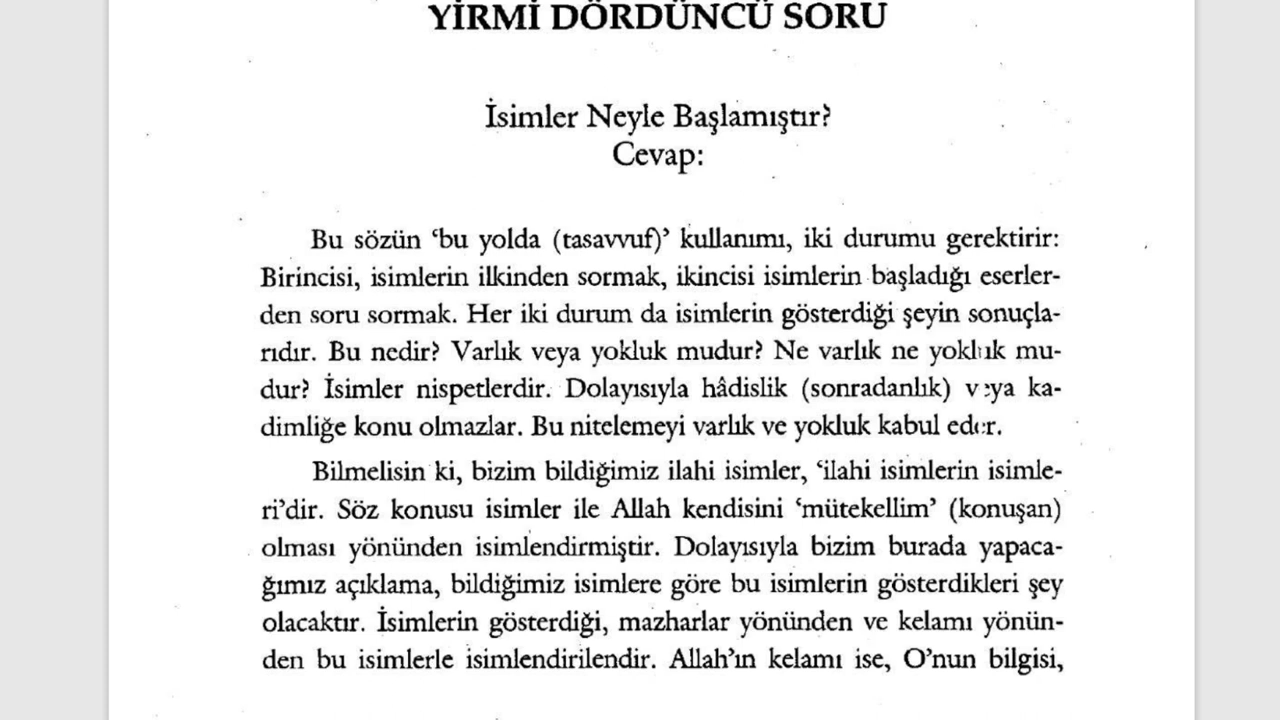 YİRMİ DÖRDÜNCÜ SORU
İsimler Neyle Başlamıştır?
Cevap:
Bu sözün ‘bu yolda (tasavvuf)’ kullanımı, iki durumu gerektirir:
Birincisi, isimlerin ilkinden sormak, ikincisi isimlerin başladığı eserler-
den soru sormak. Her iki durum da isimlerin gösterdiği şeyin sonuçla-
rıdır. Bu nedir? Varlık veya yokluk mudur? Ne varlık ne yokluk mu-
dur? İsimler nispetlerdir. Dolayısıyla hâdislik (sonradanlık) veya ka-
dimliğe konu olmazlar. Bu nitelemeyi varlık ve yokluk kabul eder.
Bilmelisin ki, bizim bildiğimiz ilahi isimler, ‘ilahi isimlerin isimle-
ri’dir. Söz konusu isimler ile Allah kendisini ‘mütekellim’ (konuşan)
olması yönünden isimlendirmiştir. Dolayısıyla bizim burada yapaca-
ğımız açıklama, bildiğimiz isimlere göre bu isimlerin gösterdikleri şey
olacaktır. İsimlerin gösterdiği, mazharlar yönünden ve kelamı yönün-
den bu isimlerle isimlendirilendir. Allah’ın kelamı ise, O’nun bilgisi,